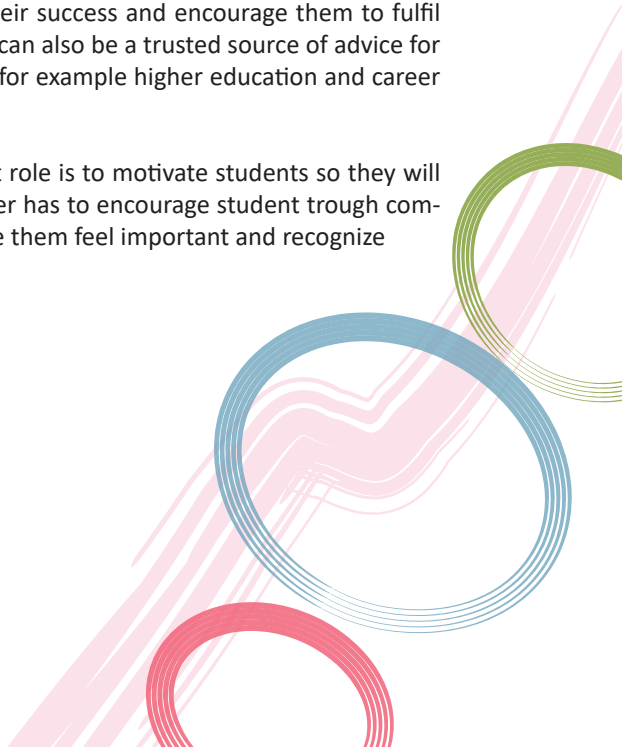 eir success and encourage them to fulfil
can also be a trusted source of advice for
for example higher education and career
role is to motivate students so they will
er has to encourage student trough com-
them feel important and recognize